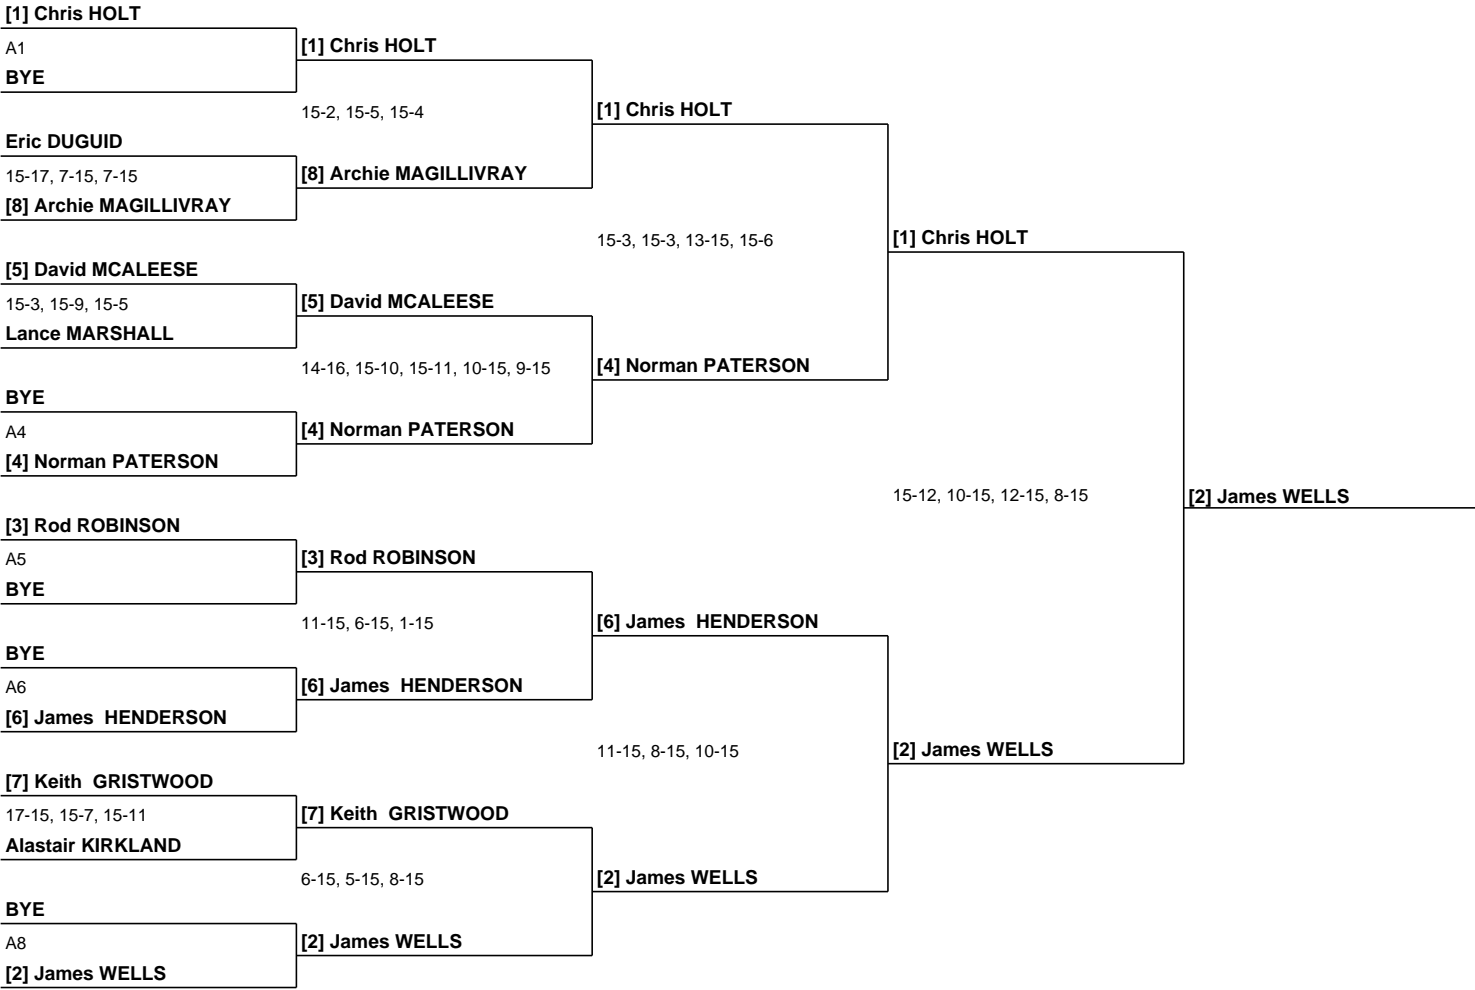 [1] Chris HOLT
A1
BYE
Eric DUGUID
15-17, 7-15, 7-15
[8] Archie MAGILLIVRAY
[5] David MCALEESE
15-3, 15-9, 15-5
Lance MARSHALL
BYE
A4
[4] Norman PATERSON
[3] Rod ROBINSON
A5
BYE
BYE
A6
[6] James  HENDERSON
[7] Keith  GRISTWOOD
17-15, 15-7, 15-11
Alastair KIRKLAND
BYE
A8
[2] James WELLS
[1] Chris HOLT
15-2, 15-5, 15-4
[8] Archie MAGILLIVRAY
[5] David MCALEESE
14-16, 15-10, 15-11, 10-15, 9-15
[4] Norman PATERSON
[3] Rod ROBINSON
11-15, 6-15, 1-15
[6] James  HENDERSON
[7] Keith  GRISTWOOD
6-15, 5-15, 8-15
[2] James WELLS
[1] Chris HOLT
15-3, 15-3, 13-15, 15-6
[4] Norman PATERSON
[6] James  HENDERSON
11-15, 8-15, 10-15
[2] James WELLS
[1] Chris HOLT
15-12, 10-15, 12-15, 8-15
[2] James WELLS
[2] James WELLS